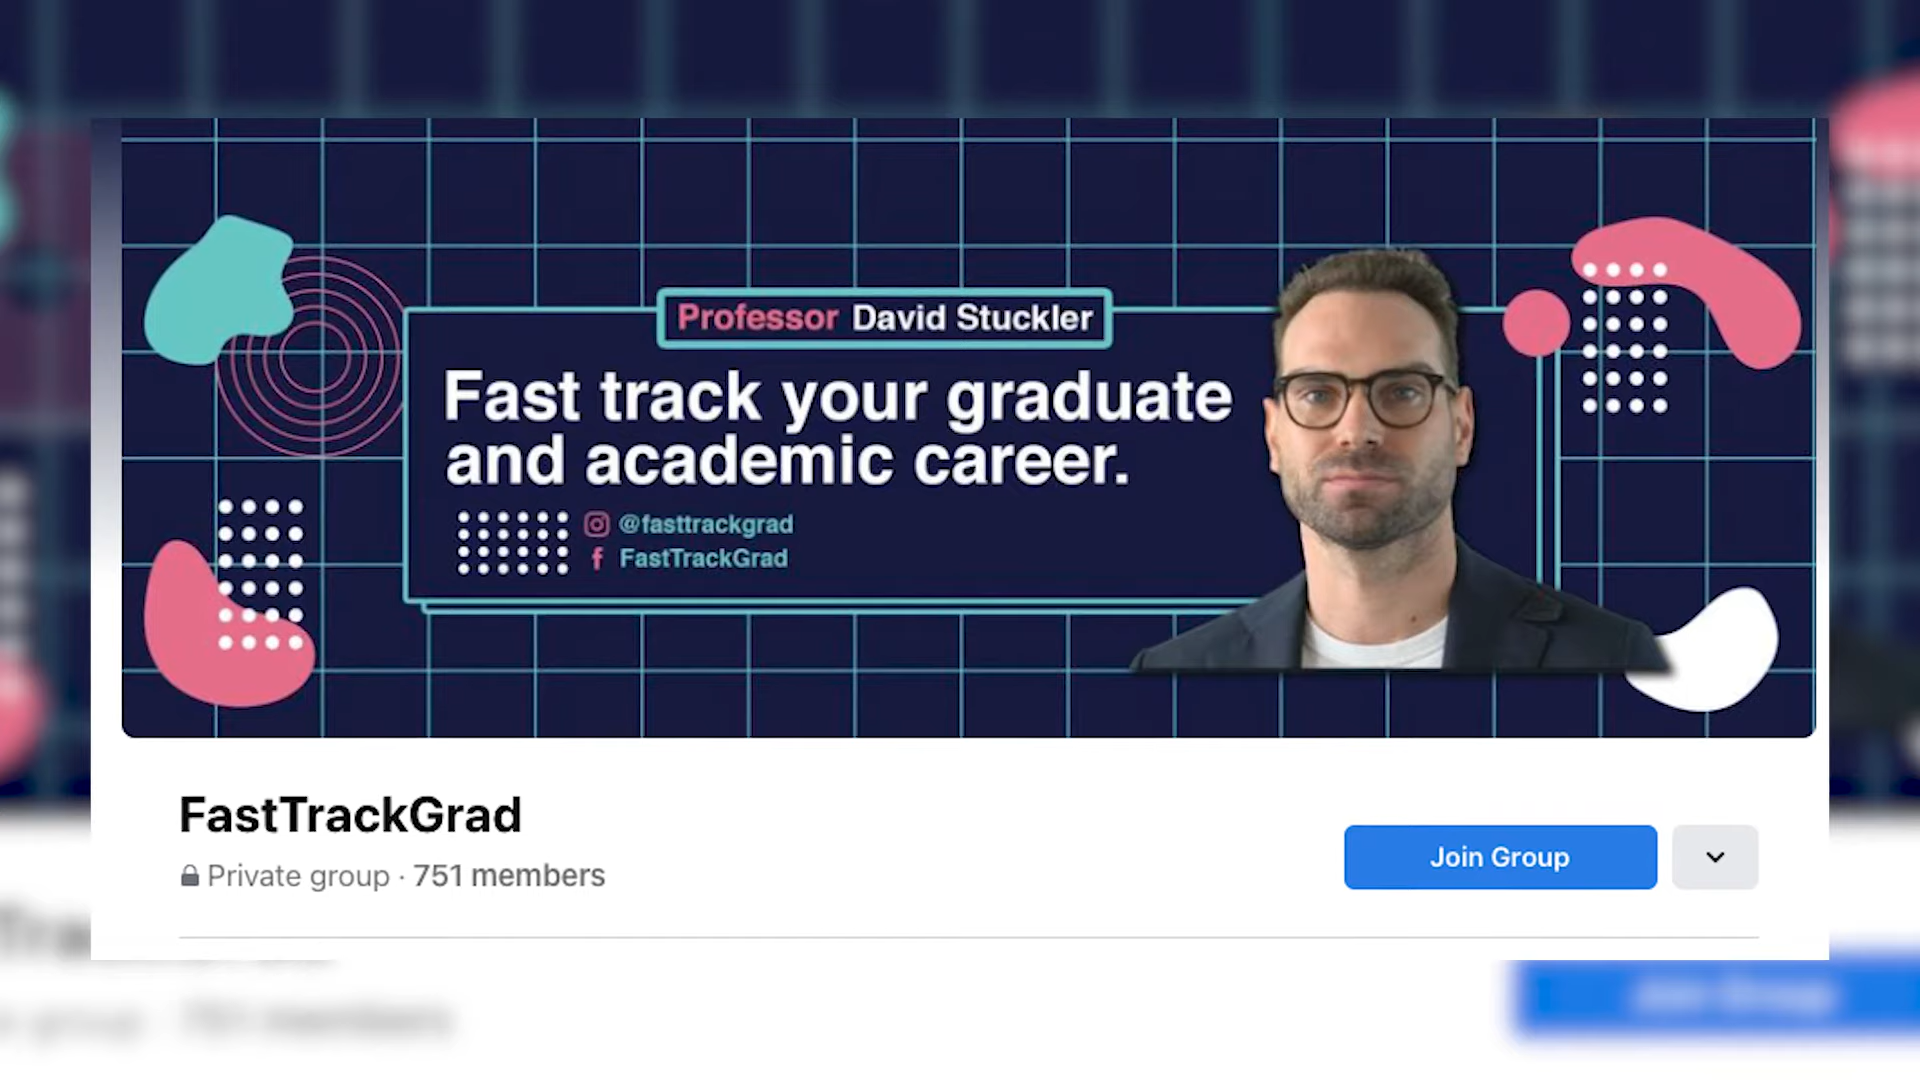 Professor David Stuckler
Fast track your graduate
and academic career.
@fasttrackgrad
FastTrackGrad
FastTrackGrad
Private group · 751 members
Join Group